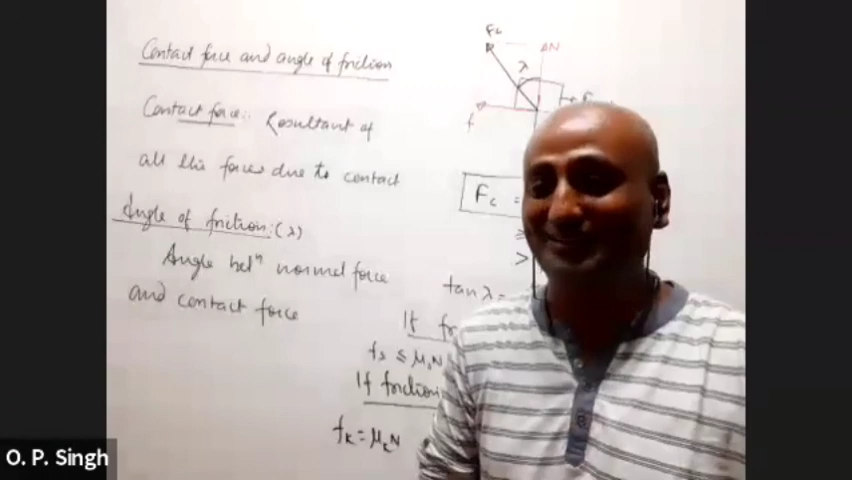 Contact force and angle of friction
Contact force:- Resultant of
all the forces due to contact
Angle of friction:(λ)
Angle betⁿ normal force
and contact force
Fc
N
λ
f
Fc =
tan λ =
If
fs ≤ μsN
If friction
fk = μkN
O. P. Singh